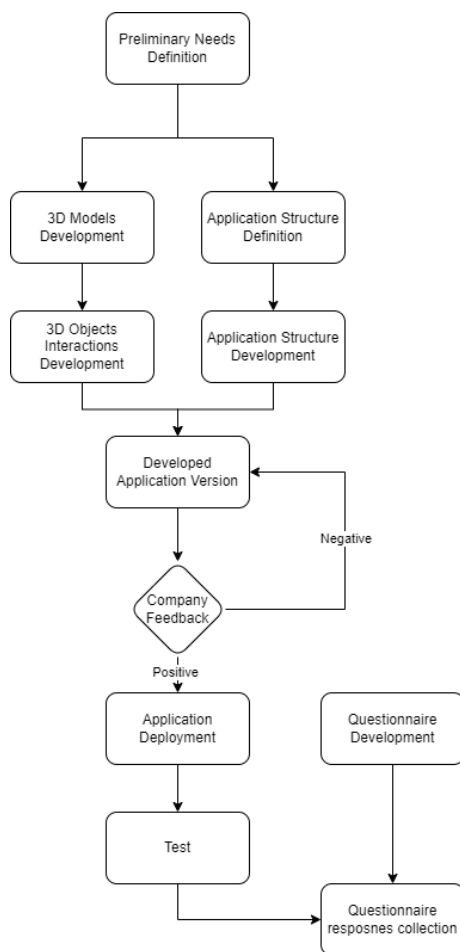 Preliminary Needs
Definition
3D Models
Development
Application Structure
Definition
3D Objects
Interactions
Development
Application Structure
Development
Developed
Application Version
Negative
Company
Feedback
Positive
Application
Deployment
Questionnaire
Development
Test
Questionnaire
resposnes collection